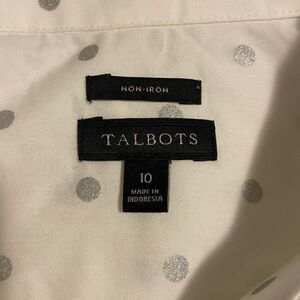 NON-IRON
TALBOTS
10
MADE IN
INDONESIA